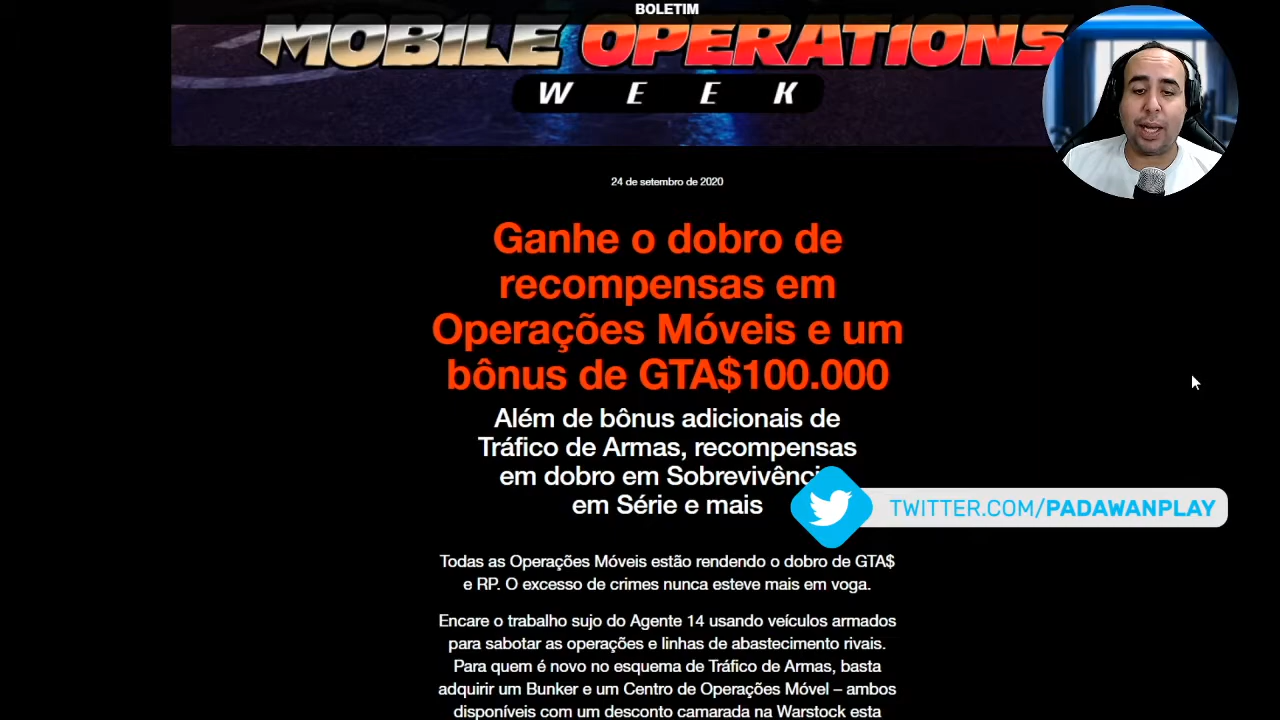 BOLETIM
MOBILE OPERATIONS
WEEK
24 de setembro de 2020
Ganhe o dobro de
recompensas em
Operações Móveis e um
bônus de GTA$100.000
Além de bônus adicionais de
Tráfico de Armas, recompensas
em dobro em Sobrevivênci
em Série e mais
TWITTER.COM/PADAWANPLAY
Todas as Operações Móveis estão rendendo o dobro de GTA$
e RP. O excesso de crimes nunca esteve mais em voga.
Encare o trabalho sujo do Agente 14 usando veículos armados
para sabotar as operações e linhas de abastecimento rivais.
Para quem é novo no esquema de Tráfico de Armas, basta
adquirir um Bunker e um Centro de Operações Móvel – ambos
disponíveis com um desconto camarada na Warstock esta